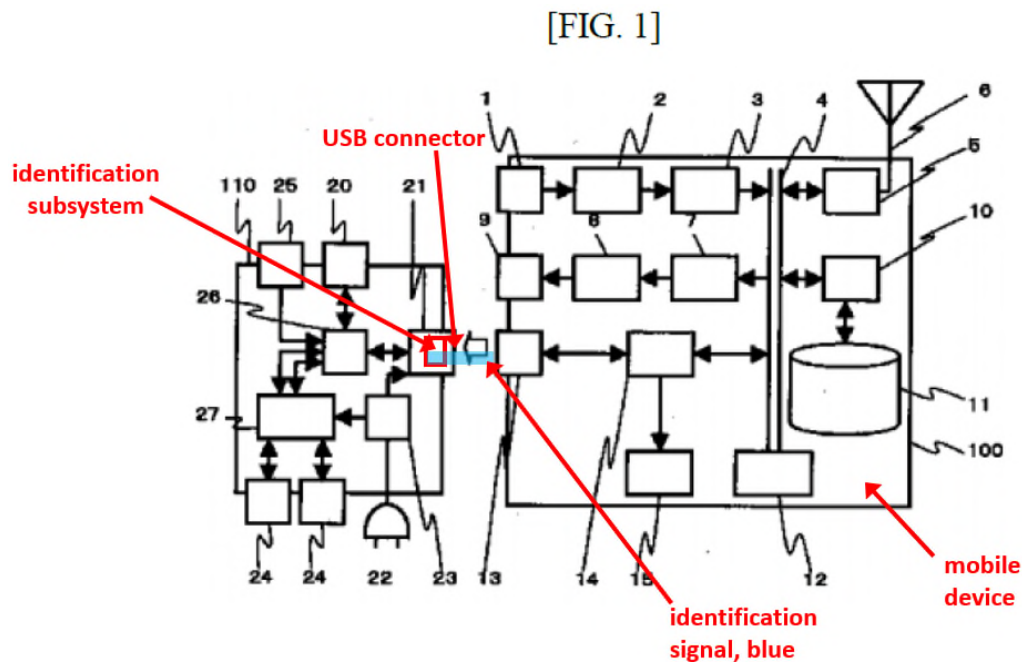 [FIG. 1]
1 2 3 4 6
USB connector
identification
subsystem
5
110 25 20 21
9 8 7 10
26
27
11
100
24 24 22 23 13 14 15 12
mobile
device
identification
signal, blue